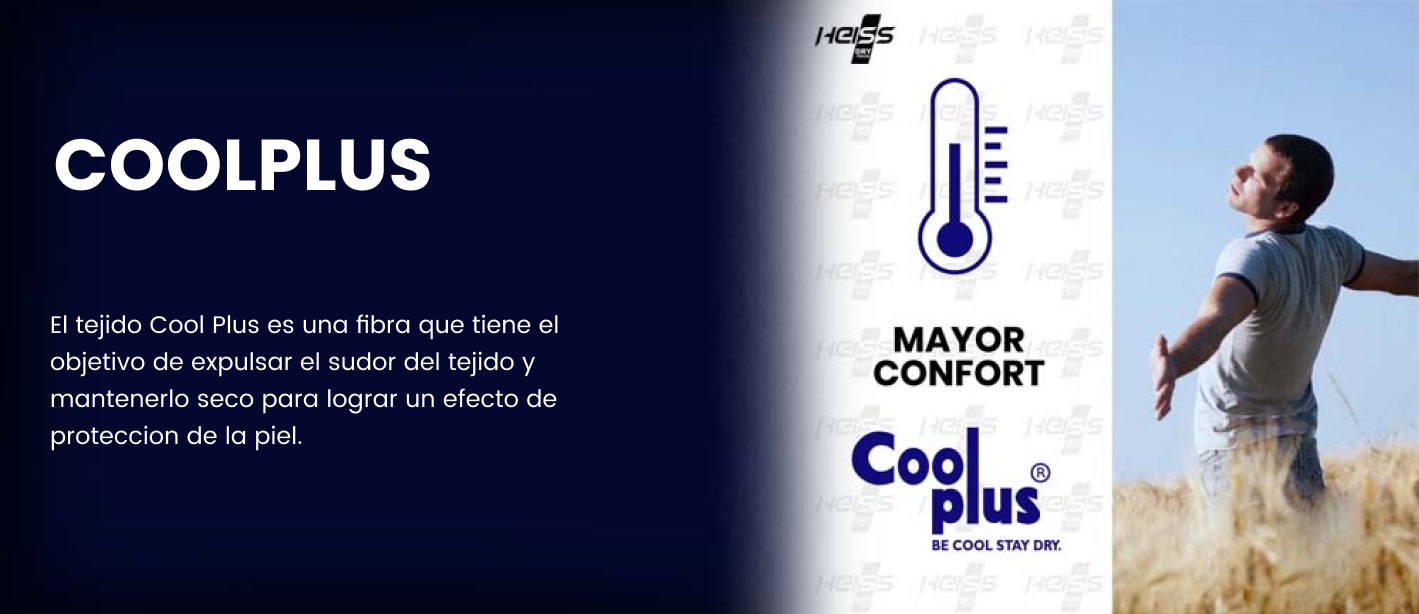 COOLPLUS
El tejido Cool Plus es una fibra que tiene el
objetivo de expulsar el sudor del tejido y
mantenerlo seco para lograr un efecto de
proteccion de la piel.
HEISS
DRY
MAYOR
CONFORT
Cool
plus®
BE COOL STAY DRY.